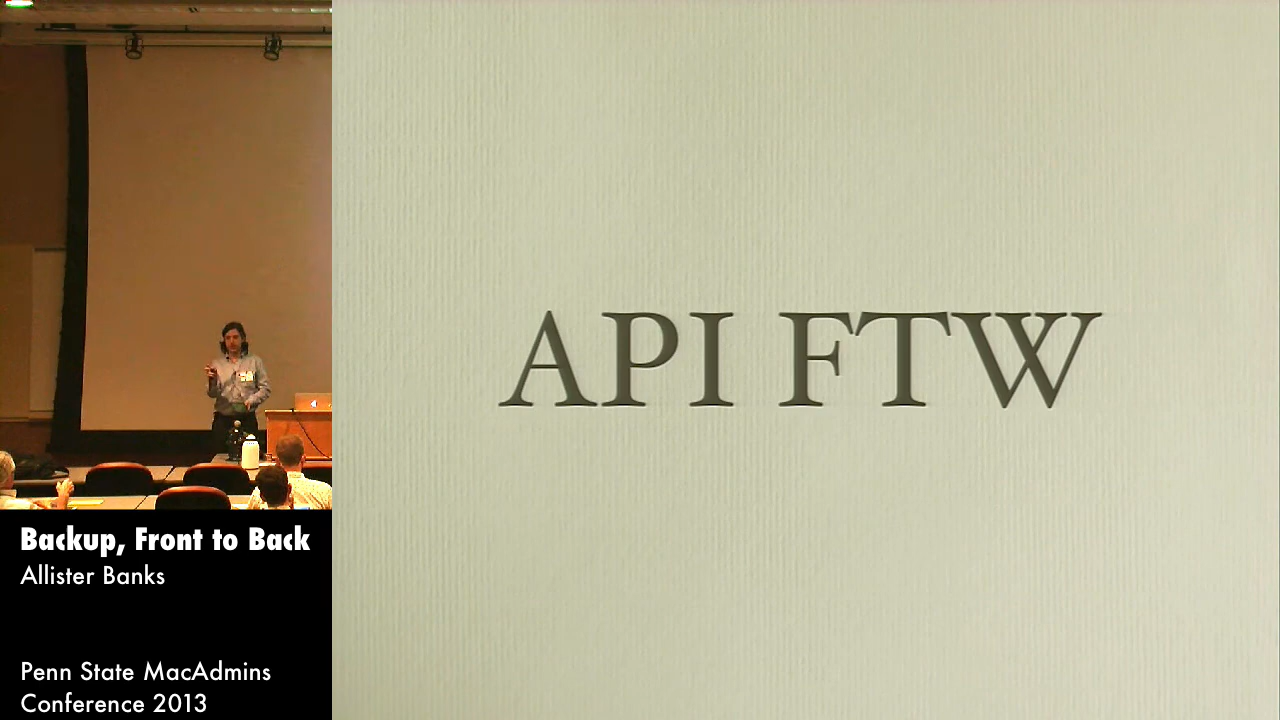 API FTW
Backup, Front to Back
Allister Banks
Penn State MacAdmins
Conference 2013